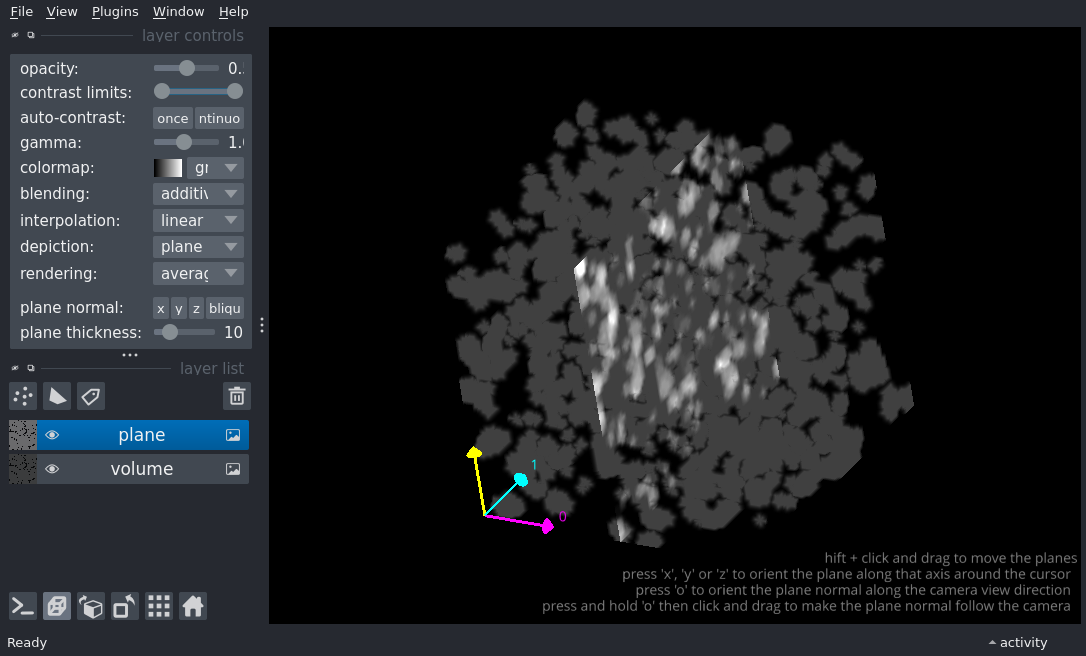 File View Plugins Window Help
layer controls
opacity: 0.
contrast limits:
auto-contrast: once ntinuo
gamma: 1.0
colormap: gr
blending: additiv
interpolation: linear
depiction: plane
rendering: averag
plane normal: x y z bliqu
plane thickness: 10
layer list
plane
volume
1
0
hift + click and drag to move the planes
press 'x', 'y' or 'z' to orient the plane along that axis around the cursor
press 'o' to orient the plane normal along the camera view direction
press and hold 'o' then click and drag to make the plane normal follow the camera
Ready
activity